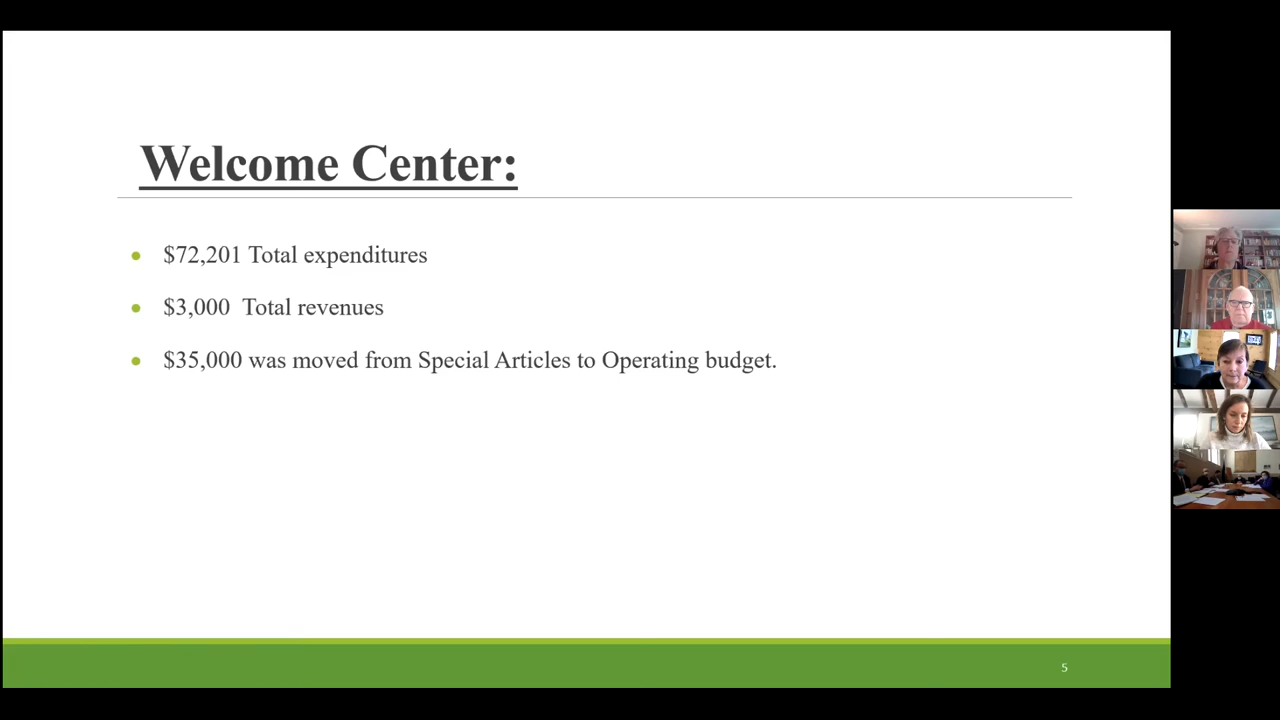 Welcome Center:
$72,201 Total expenditures
$3,000 Total revenues
$35,000 was moved from Special Articles to Operating budget.
5